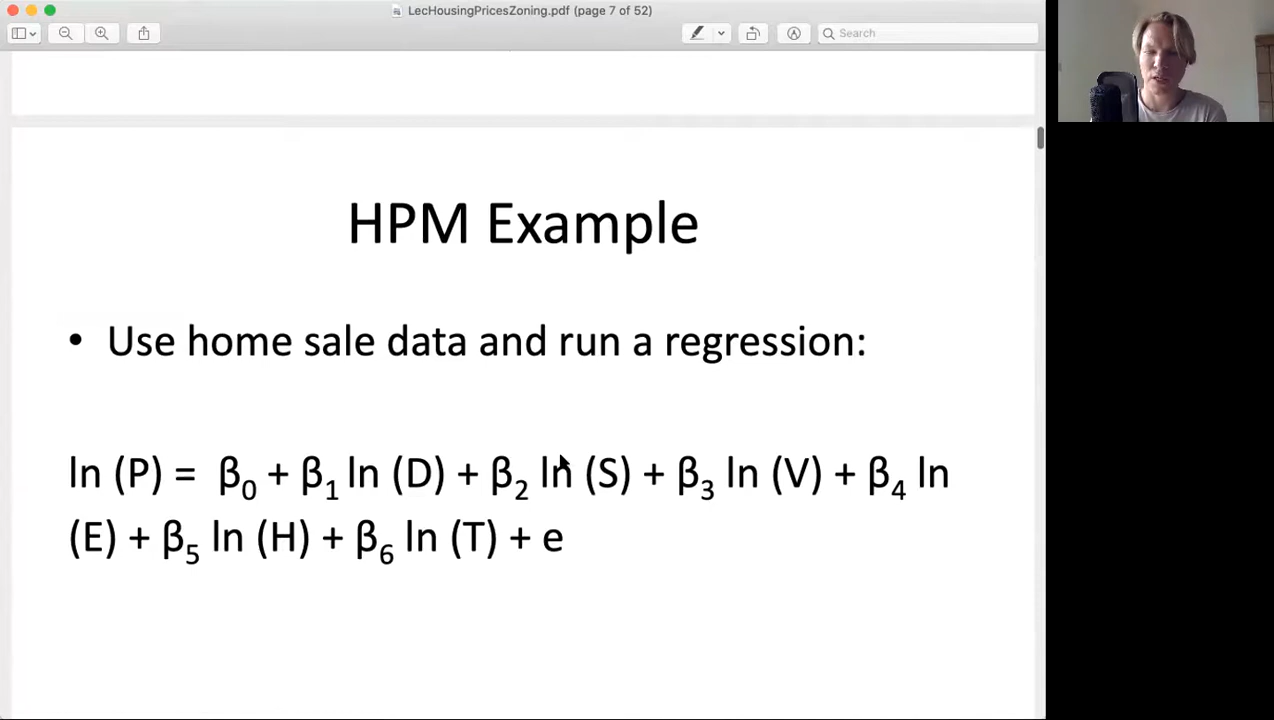 LecHousingPricesZoning.pdf (page 7 of 52)
Search
HPM Example
• Use home sale data and run a regression:
ln (P) = β₀ + β₁ ln (D) + β₂ ln (S) + β₃ ln (V) + β₄ ln
(E) + β₅ ln (H) + β₆ ln (T) + e